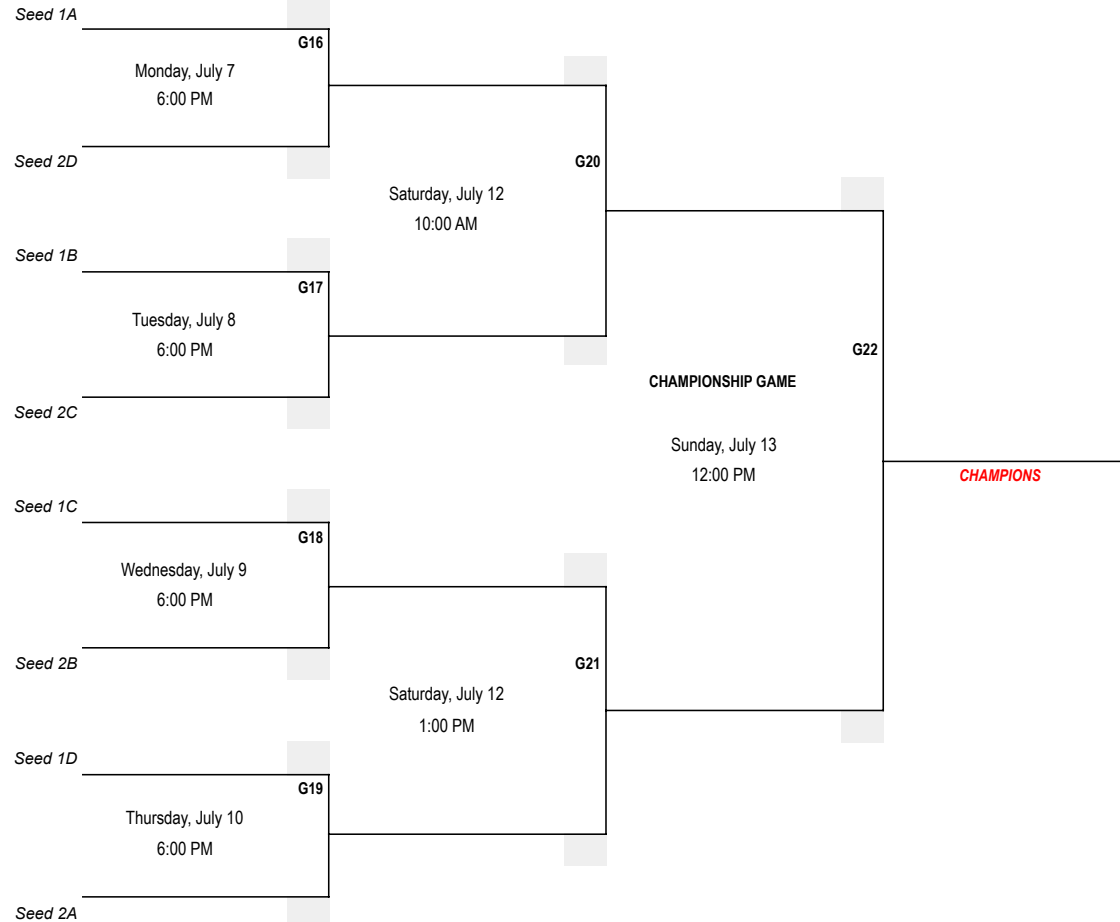 Seed 1A
G16
Monday, July 7
6:00 PM
Seed 2D
G20
Saturday, July 12
10:00 AM
Seed 1B
G17
Tuesday, July 8
6:00 PM
Seed 2C
G22
CHAMPIONSHIP GAME
Sunday, July 13
12:00 PM
CHAMPIONS
Seed 1C
G18
Wednesday, July 9
6:00 PM
Seed 2B
G21
Saturday, July 12
1:00 PM
Seed 1D
G19
Thursday, July 10
6:00 PM
Seed 2A